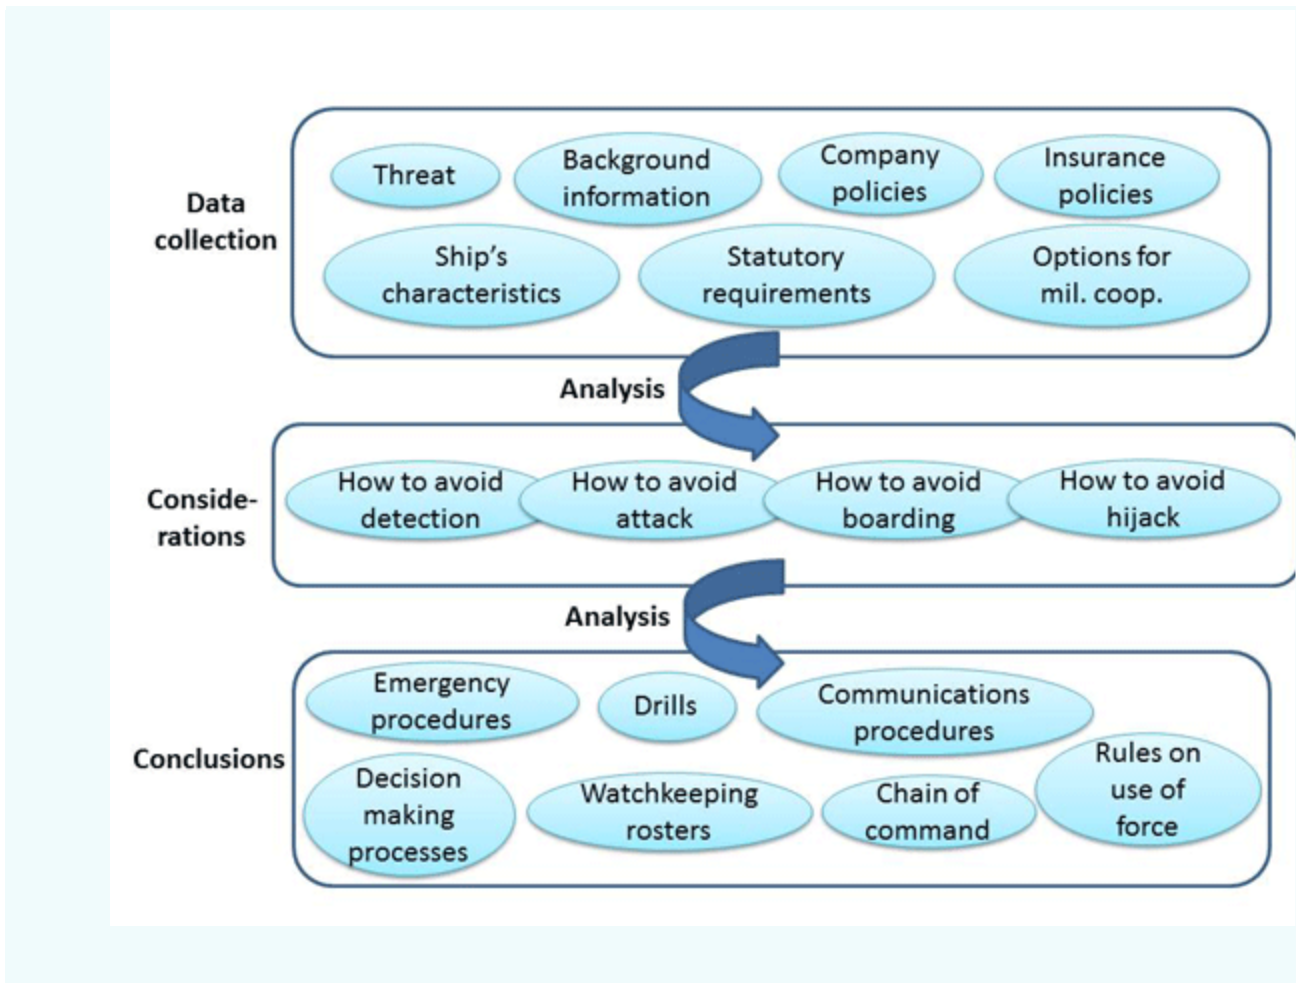 Data
collection
Threat
Background
information
Company
policies
Insurance
policies
Ship's
characteristics
Statutory
requirements
Options for
mil. coop.
Analysis
Conside-
rations
How to avoid
detection
How to avoid
attack
How to avoid
boarding
How to avoid
hijack
Analysis
Conclusions
Emergency
procedures
Drills
Communications
procedures
Decision
making
processes
Watchkeeping
rosters
Chain of
command
Rules on
use of
force